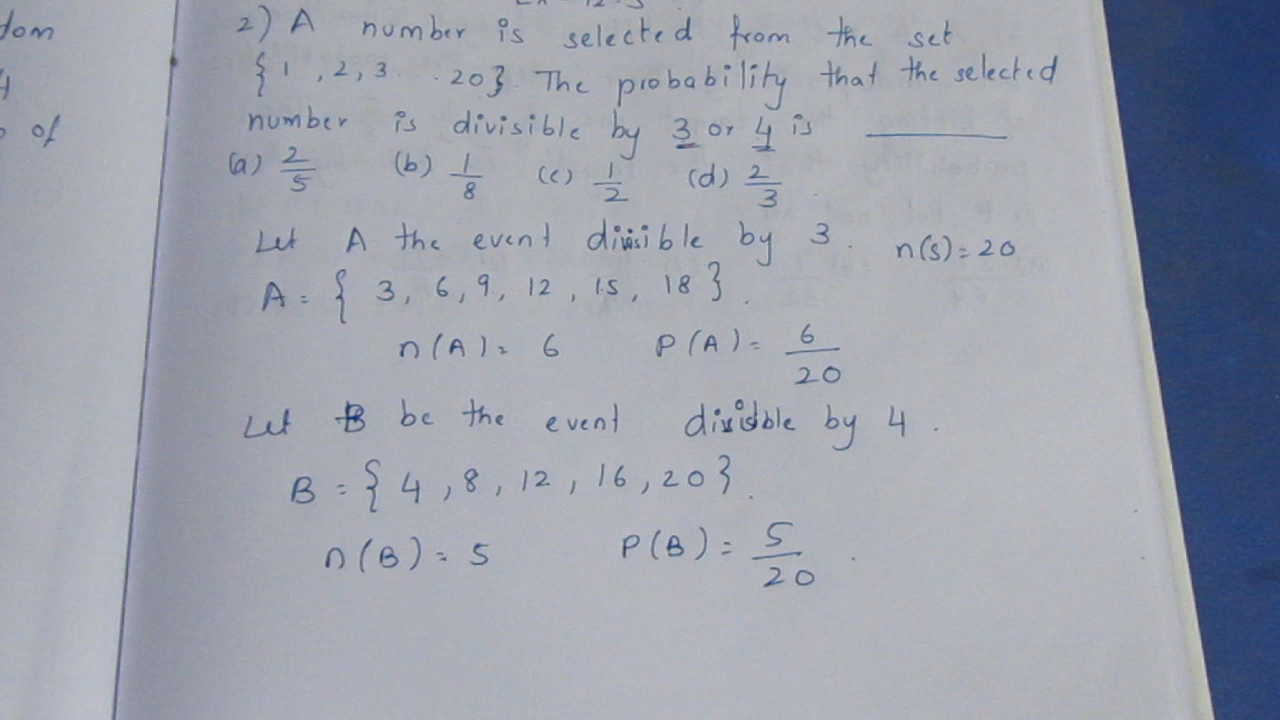 dom
4
of
2) A number is selected from the set
{1, 2, 3 . . 20}. The probability that the selected
number is divisible by 3 or 4 is ______
(a) 2/5 (b) 1/8 (c) 1/2 (d) 2/3
Let A the event divisible by 3. n(S) = 20
A = { 3, 6, 9, 12, 15, 18 }.
n(A) = 6 P(A) = 6/20
Let B be the event divisible by 4.
B = { 4, 8, 12, 16, 20 }.
n(B) = 5 P(B) = 5/20.